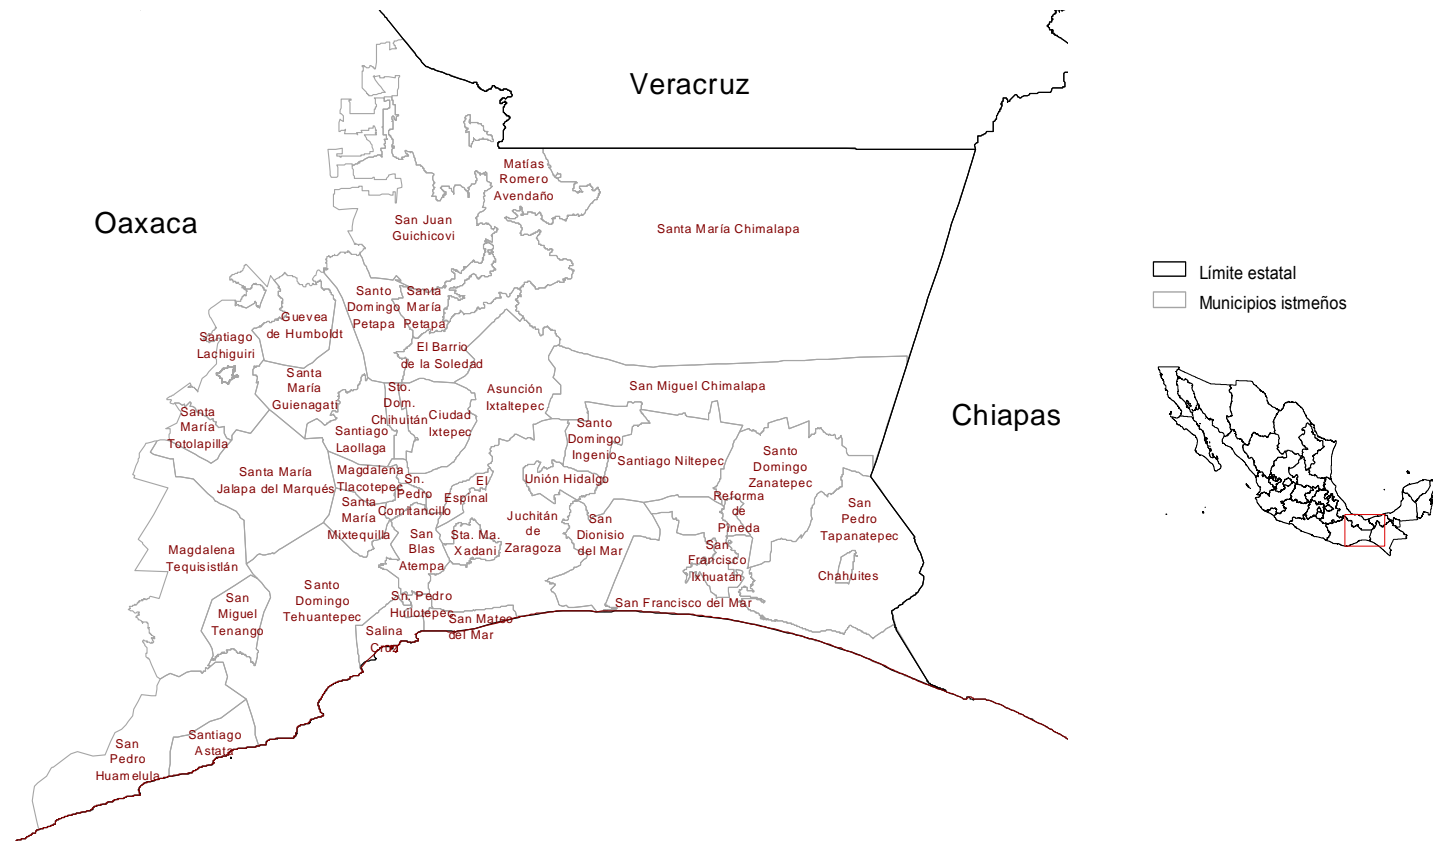 Veracruz
Oaxaca
Chiapas
Matías
Romero
Avendaño
San Juan
Guichicovi
Santa María Chimalapa
Santo
Domingo
Petapa
Santa
María
Petapa
Guevea
de Humboldt
Santiago
Lachiguiri
El Barrio
de la Soledad
Santa
María
Guienagati
Sto.
Dom.
Chihuitán
Ciudad
Ixtepec
Asunción
Ixtaltepec
San Miguel Chimalapa
Santa
María
Totolapilla
Santiago
Laollaga
Santo
Domingo
Ingenio
Santiago Niltepec
Santo
Domingo
Zanatepec
Santa María
Jalapa del Marqués
Magdalena
Tlacotepec
Sn.
Pedro
Comitancillo
El
Espinal
Unión Hidalgo
Santa
María
Mixtequilla
Reforma
de
Pineda
San
Pedro
Tapanatepec
Juchitán
de
Zaragoza
San
Dionisio
del Mar
San
Blas
Atempa
Sta. Ma.
Xadani
Magdalena
Tequisistlán
San
Francisco
Ixhuatán
Chahuites
Santo
Domingo
Tehuantepec
San
Miguel
Tenango
Sn. Pedro
Huilotepec
San Mateo
del Mar
San Francisco del Mar
Salina
Cruz
San
Pedro
Huamelula
Santiago
Astata
Límite estatal
Municipios istmeños